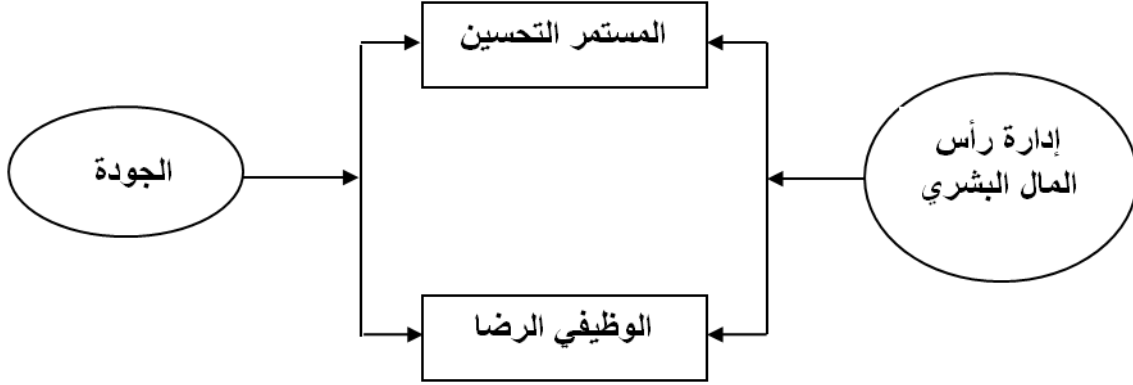 المستمر التحسين
إدارة رأس
المال البشري
الجودة
الوظيفي الرضا